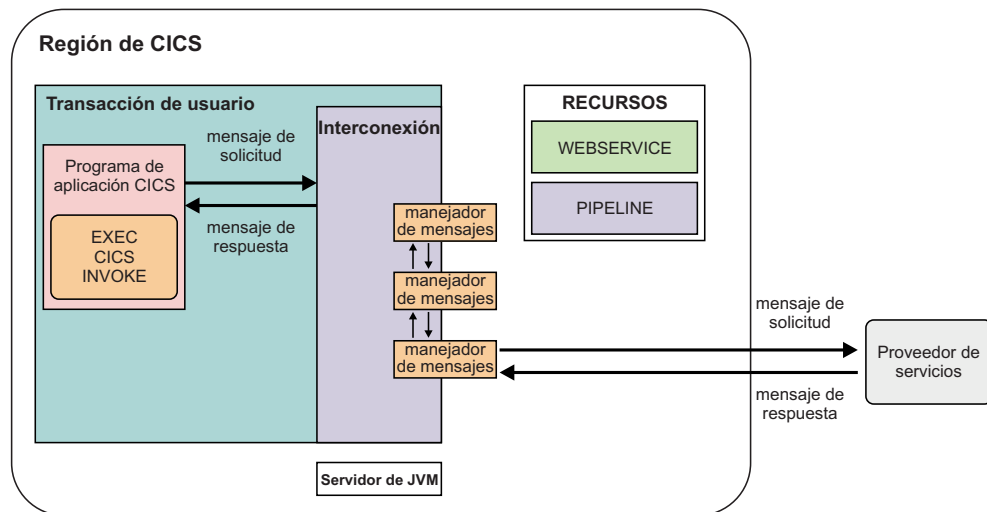 Región de CICS
Transacción de usuario
Interconexión
mensaje de
solicitud
Programa de
aplicación CICS
EXEC
CICS
INVOKE
mensaje de
respuesta
manejador
de mensajes
manejador
de mensajes
manejador
de mensajes
RECURSOS
WEBSERVICE
PIPELINE
mensaje de
solicitud
Proveedor de
servicios
mensaje de
respuesta
Servidor de JVM